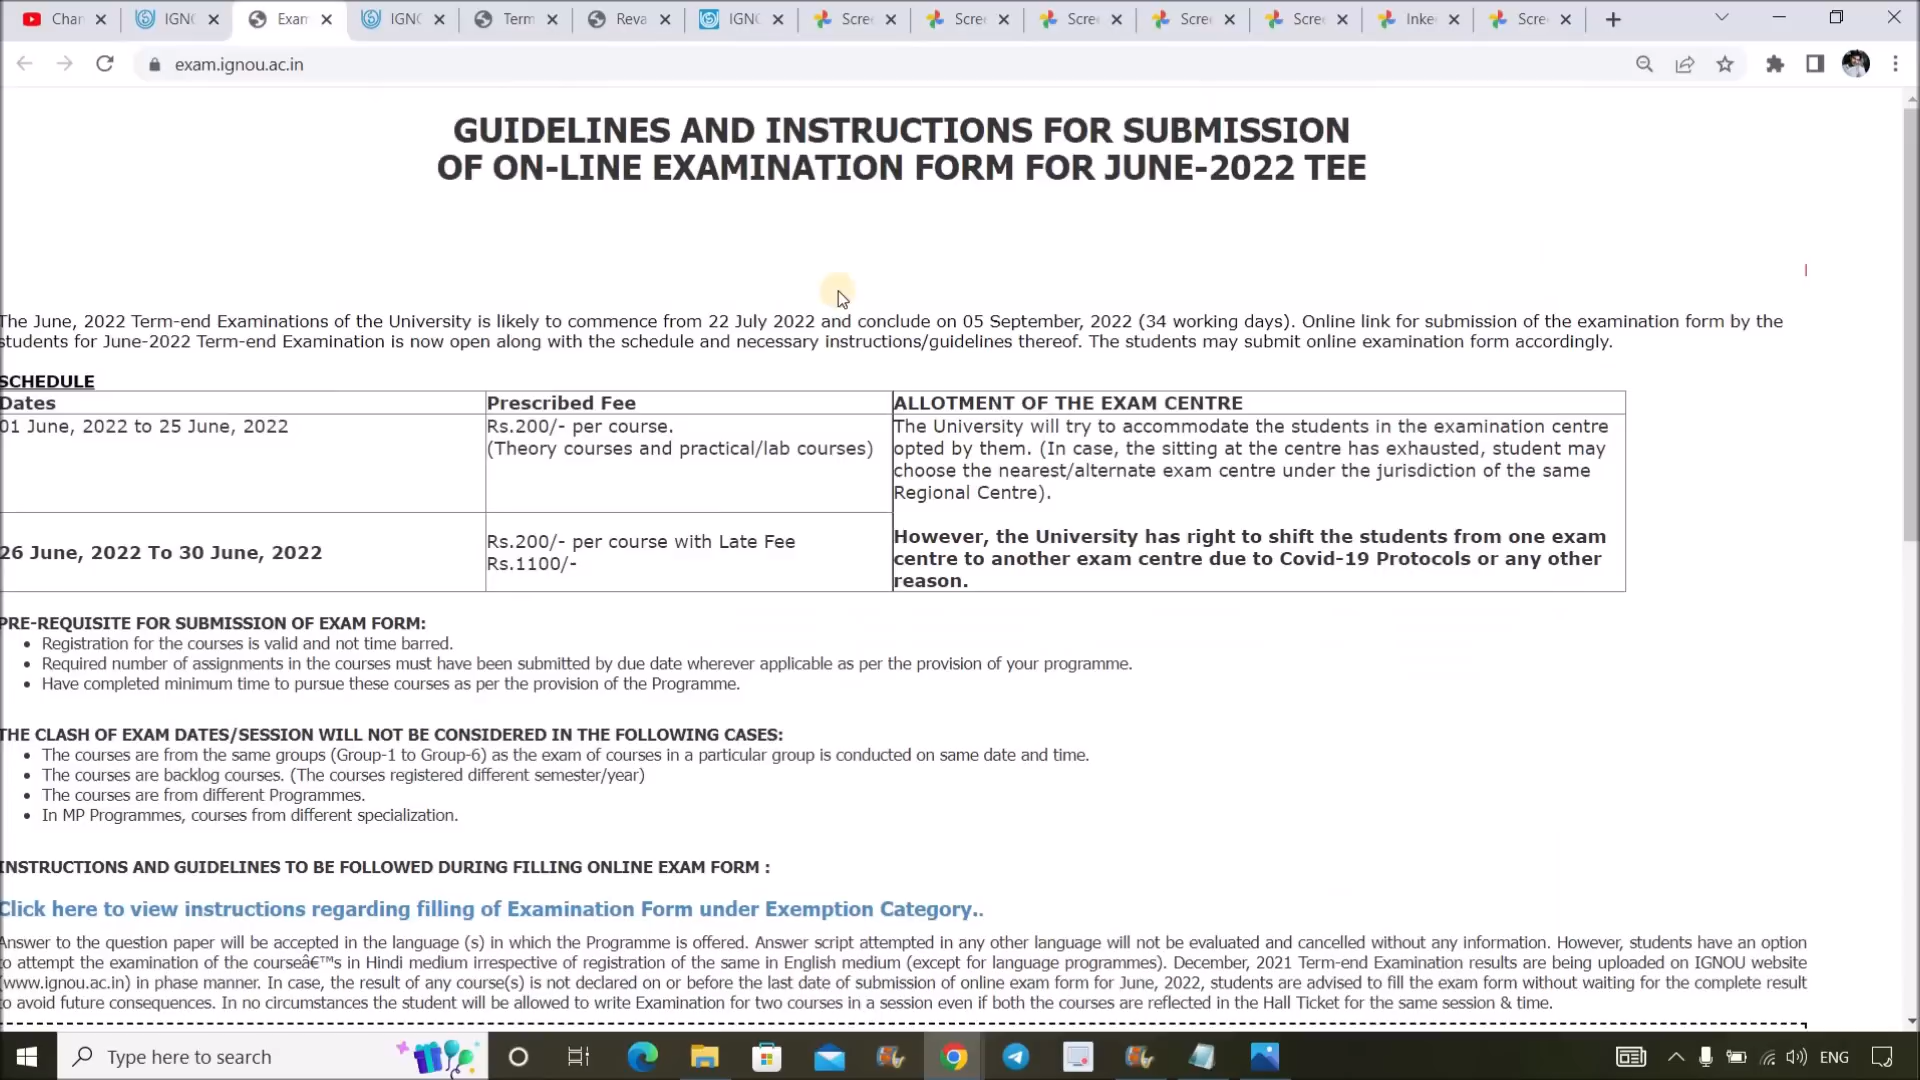 Chan
IGNO
Exam
IGNO
Term
Reva
IGNO
Scree
Scree
Scree
Scree
Scree
Inke
Scree
exam.ignou.ac.in
GUIDELINES AND INSTRUCTIONS FOR SUBMISSION
OF ON-LINE EXAMINATION FORM FOR JUNE-2022 TEE
The June, 2022 Term-end Examinations of the University is likely to commence from 22 July 2022 and conclude on 05 September, 2022 (34 working days). Online link for submission of the examination form by the
students for June-2022 Term-end Examination is now open along with the schedule and necessary instructions/guidelines thereof. The students may submit online examination form accordingly.
SCHEDULE
Dates
Prescribed Fee
ALLOTMENT OF THE EXAM CENTRE
01 June, 2022 to 25 June, 2022
Rs.200/- per course.
(Theory courses and practical/lab courses)
The University will try to accommodate the students in the examination centre
opted by them. (In case, the sitting at the centre has exhausted, student may
choose the nearest/alternate exam centre under the jurisdiction of the same
Regional Centre).
However, the University has right to shift the students from one exam
centre to another exam centre due to Covid-19 Protocols or any other
reason.
26 June, 2022 To 30 June, 2022
Rs.200/- per course with Late Fee
Rs.1100/-
PRE-REQUISITE FOR SUBMISSION OF EXAM FORM:
• Registration for the courses is valid and not time barred.
• Required number of assignments in the courses must have been submitted by due date wherever applicable as per the provision of your programme.
• Have completed minimum time to pursue these courses as per the provision of the Programme.
THE CLASH OF EXAM DATES/SESSION WILL NOT BE CONSIDERED IN THE FOLLOWING CASES:
• The courses are from the same groups (Group-1 to Group-6) as the exam of courses in a particular group is conducted on same date and time.
• The courses are backlog courses. (The courses registered different semester/year)
• The courses are from different Programmes.
• In MP Programmes, courses from different specialization.
INSTRUCTIONS AND GUIDELINES TO BE FOLLOWED DURING FILLING ONLINE EXAM FORM :
Click here to view instructions regarding filling of Examination Form under Exemption Category..
Answer to the question paper will be accepted in the language (s) in which the Programme is offered. Answer script attempted in any other language will not be evaluated and cancelled without any information. However, students have an option
to attempt the examination of the courseâ€™s in Hindi medium irrespective of registration of the same in English medium (except for language programmes). December, 2021 Term-end Examination results are being uploaded on IGNOU website
(www.ignou.ac.in) in phase manner. In case, the result of any course(s) is not declared on or before the last date of submission of online exam form for June, 2022, students are advised to fill the exam form without waiting for the complete result
to avoid future consequences. In no circumstances the student will be allowed to write Examination for two courses in a session even if both the courses are reflected in the Hall Ticket for the same session & time.
Type here to search
ENG